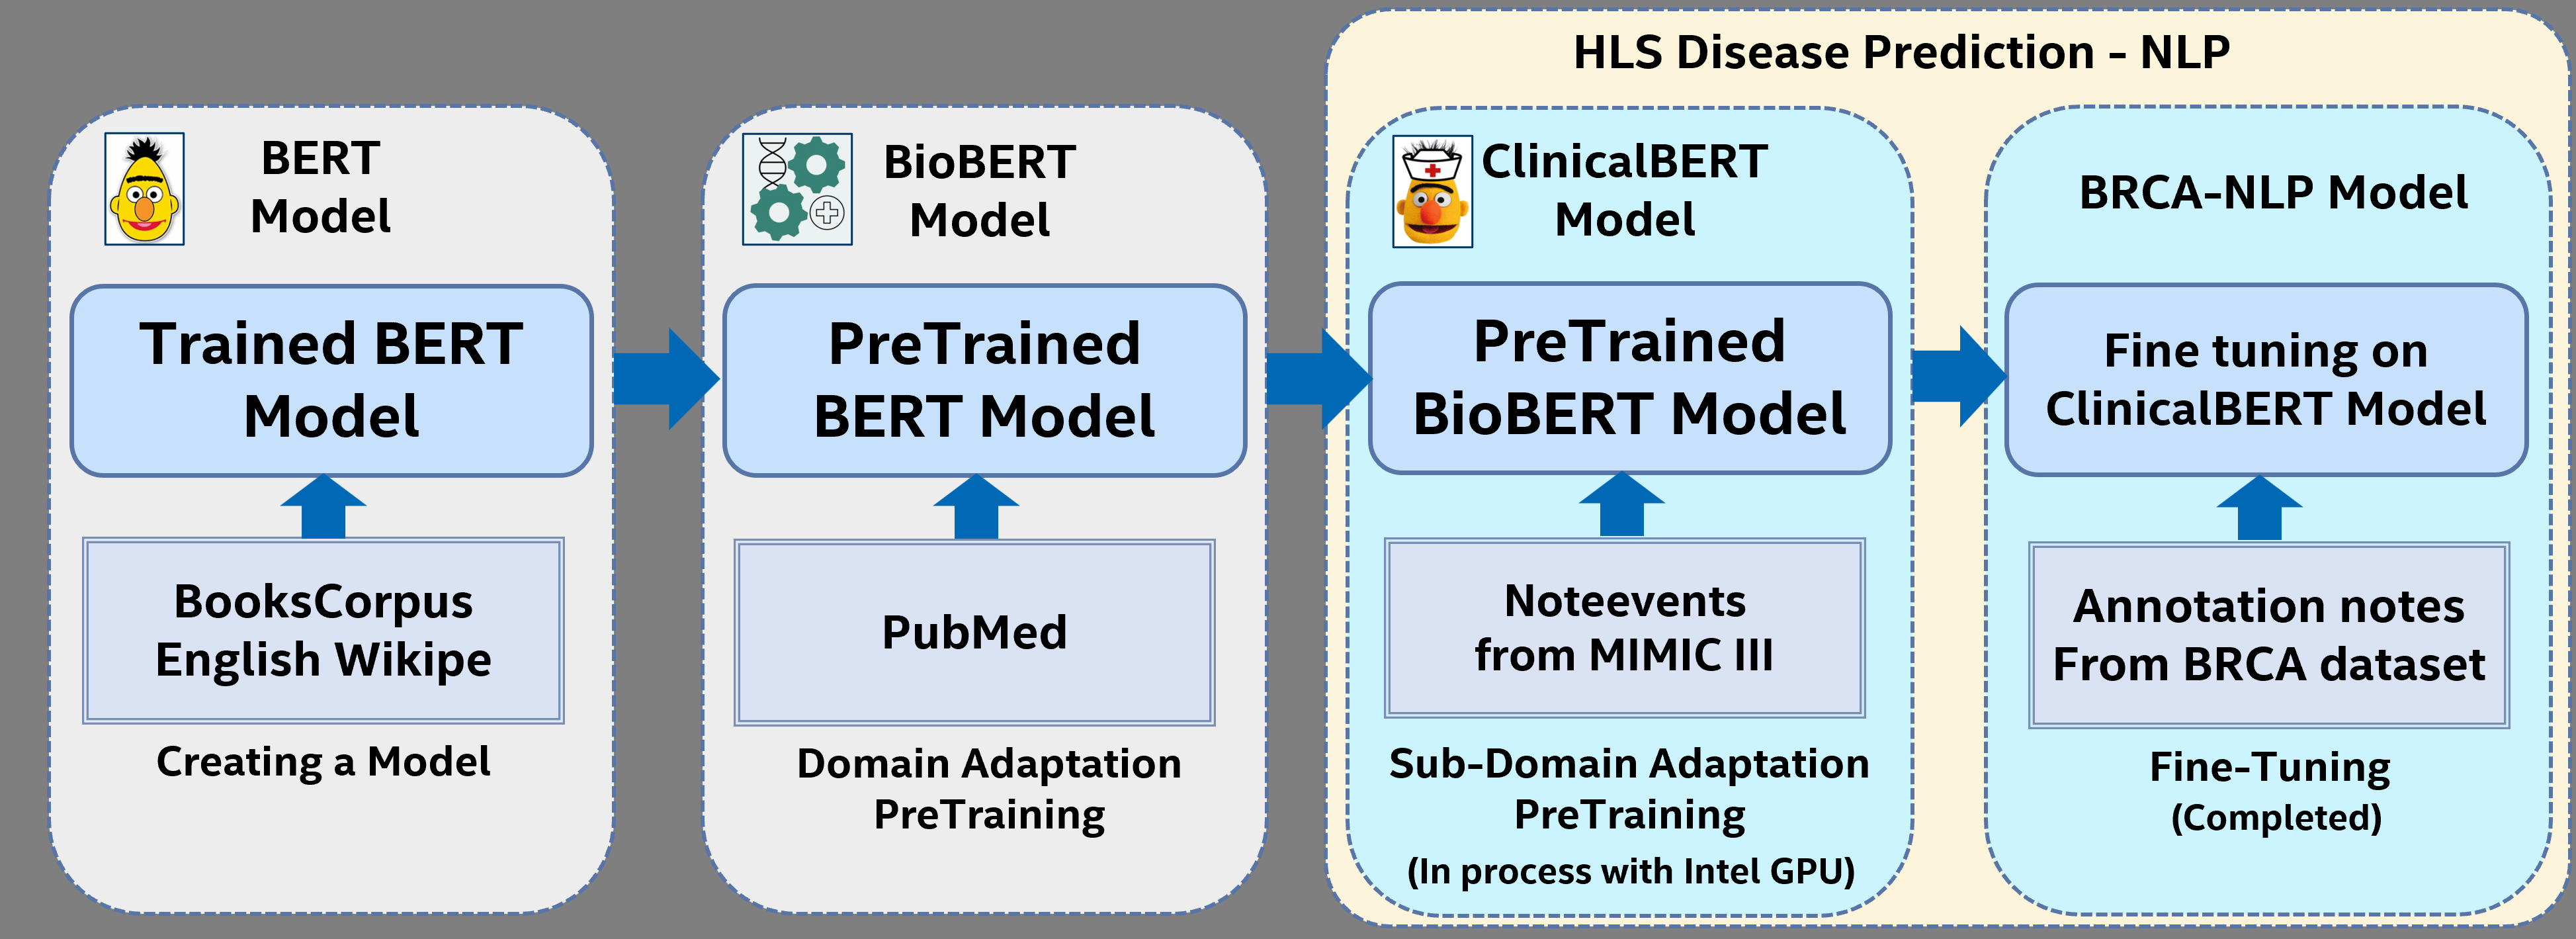 HLS Disease Prediction - NLP
BERT
Model
Trained BERT
Model
BooksCorpus
English Wikipe
Creating a Model
BioBERT
Model
PreTrained
BERT Model
PubMed
Domain Adaptation
PreTraining
ClinicalBERT
Model
PreTrained
BioBERT Model
Noteevents
from MIMIC III
Sub-Domain Adaptation
PreTraining
(In process with Intel GPU)
BRCA-NLP Model
Fine tuning on
ClinicalBERT Model
Annotation notes
From BRCA dataset
Fine-Tuning
(Completed)